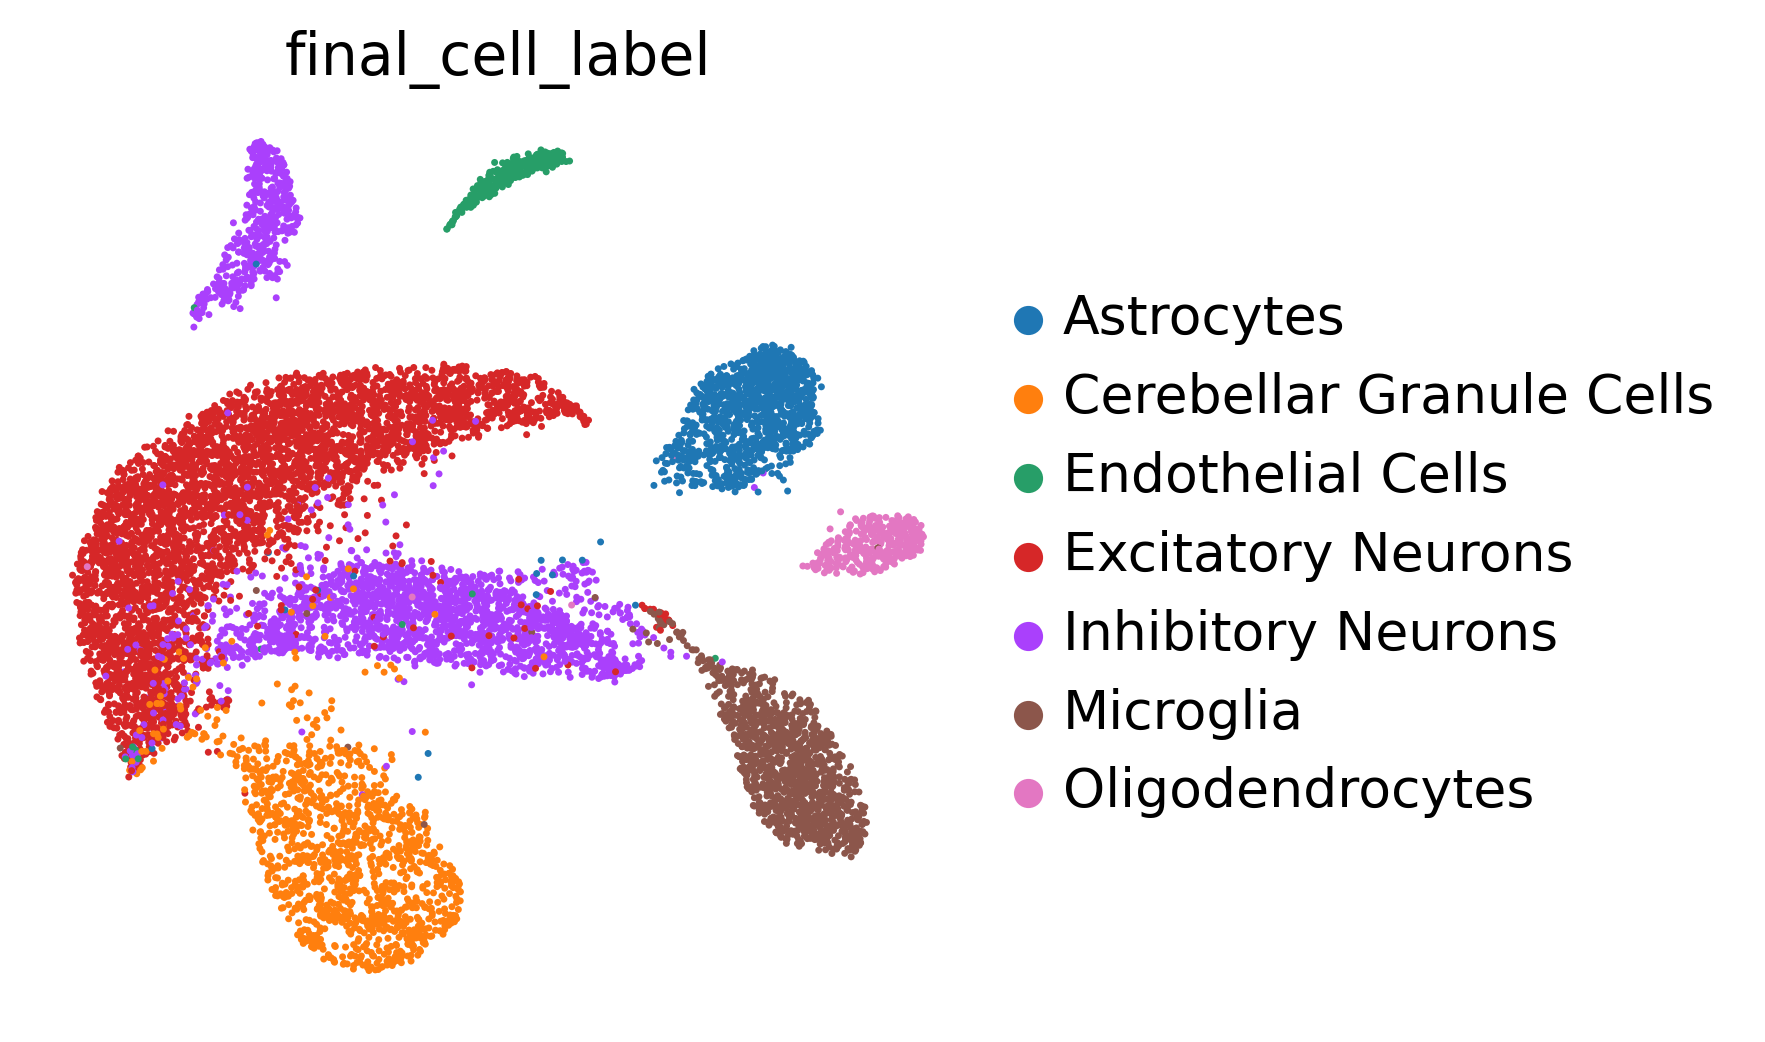 final_cell_label
Astrocytes
Cerebellar Granule Cells
Endothelial Cells
Excitatory Neurons
Inhibitory Neurons
Microglia
Oligodendrocytes